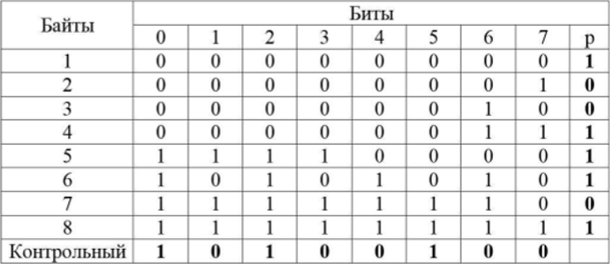 Байты Биты
0 1 2 3 4 5 6 7 р
1 0 0 0 0 0 0 0 0 1
2 0 0 0 0 0 0 0 1 0
3 0 0 0 0 0 0 1 0 0
4 0 0 0 0 0 0 1 1 1
5 1 1 1 1 0 0 0 0 1
6 1 0 1 0 1 0 1 0 1
7 1 1 1 1 1 1 1 0 0
8 1 1 1 1 1 1 1 1 1
Контрольный 1 0 1 0 0 1 0 0